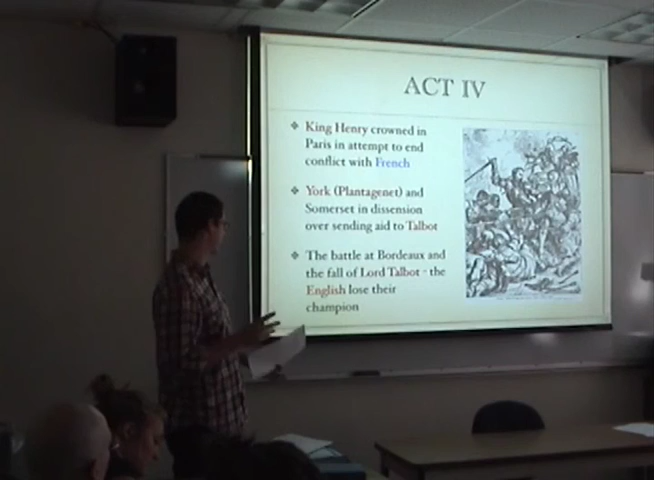 ACT IV
❖ King Henry crowned in
Paris in attempt to end
conflict with French
❖ York (Plantagenet) and
Somerset in dissension
over sending aid to Talbot
❖ The battle at Bordeaux and
the fall of Lord Talbot - the
English lose their
champion